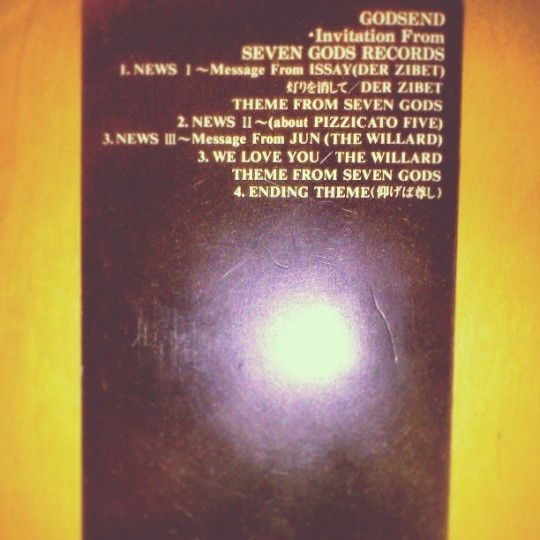 GODSEND
・Invitation From
SEVEN GODS RECORDS
1. NEWS I〜Message From ISSAY(DER ZIBET)
灯りを消して／DER ZIBET
THEME FROM SEVEN GODS
2. NEWS II〜(about PIZZICATO FIVE)
3. NEWS III〜Message From JUN (THE WILLARD)
3. WE LOVE YOU／THE WILLARD
THEME FROM SEVEN GODS
4. ENDING THEME(仰げば尊し)